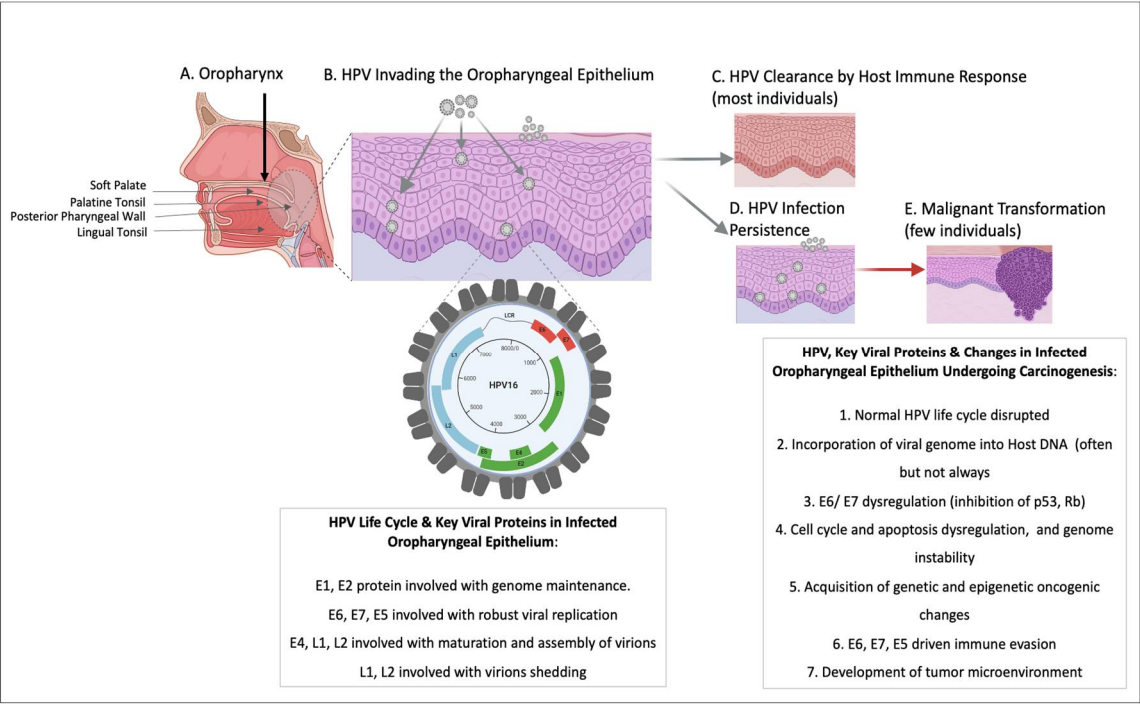 A. Oropharynx
B. HPV Invading the Oropharyngeal Epithelium
C. HPV Clearance by Host Immune Response
(most individuals)
Soft Palate
Palatine Tonsil
Posterior Pharyngeal Wall
Lingual Tonsil
D. HPV Infection
Persistence
E. Malignant Transformation
(few individuals)
LCR
E6
E7
L1
8000/0
7000
1000
6000
HPV16
2000
E1
5000
3000
4000
L2
E5
E4
E2
HPV Life Cycle & Key Viral Proteins in Infected
Oropharyngeal Epithelium:
E1, E2 protein involved with genome maintenance.
E6, E7, E5 involved with robust viral replication
E4, L1, L2 involved with maturation and assembly of virions
L1, L2 involved with virions shedding
HPV, Key Viral Proteins & Changes in Infected
Oropharyngeal Epithelium Undergoing Carcinogenesis:
1. Normal HPV life cycle disrupted
2. Incorporation of viral genome into Host DNA (often
but not always
3. E6/ E7 dysregulation (inhibition of p53, Rb)
4. Cell cycle and apoptosis dysregulation, and genome
instability
5. Acquisition of genetic and epigenetic oncogenic
changes
6. E6, E7, E5 driven immune evasion
7. Development of tumor microenvironment